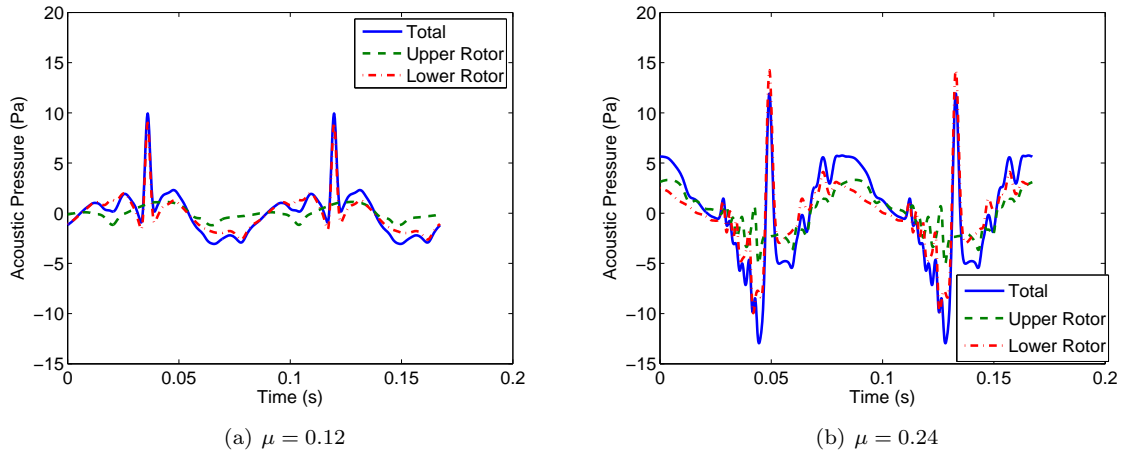 20
15
10
5
0
−5
−10
−15
0
0.05
0.1
0.15
0.2
Acoustic Pressure (Pa)
Time (s)
Total
Upper Rotor
Lower Rotor
(a) μ = 0.12
20
15
10
5
0
−5
−10
−15
0
0.05
0.1
0.15
0.2
Acoustic Pressure (Pa)
Time (s)
Total
Upper Rotor
Lower Rotor
(b) μ = 0.24